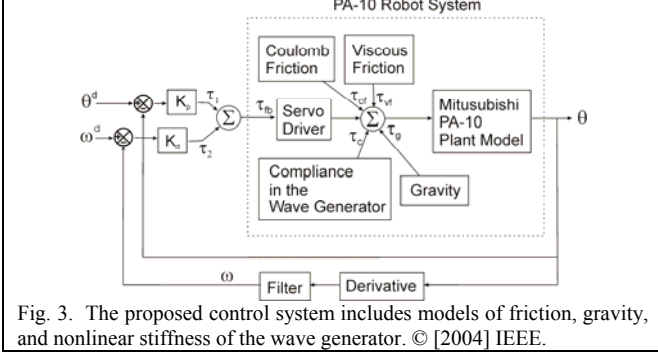 PA-10 Robot System
Coulomb
Friction
Viscous
Friction
θᵈ
Kₚ
τ₁
Σ
τfb
Servo
Driver
τcf
τvf
Σ
τc
τg
Mitusubishi
PA-10
Plant Model
θ
ωᵈ
K_d
τ₂
Compliance
in the
Wave Generator
Gravity
ω
Filter
Derivative
Fig. 3. The proposed control system includes models of friction, gravity,
and nonlinear stiffness of the wave generator. © [2004] IEEE.